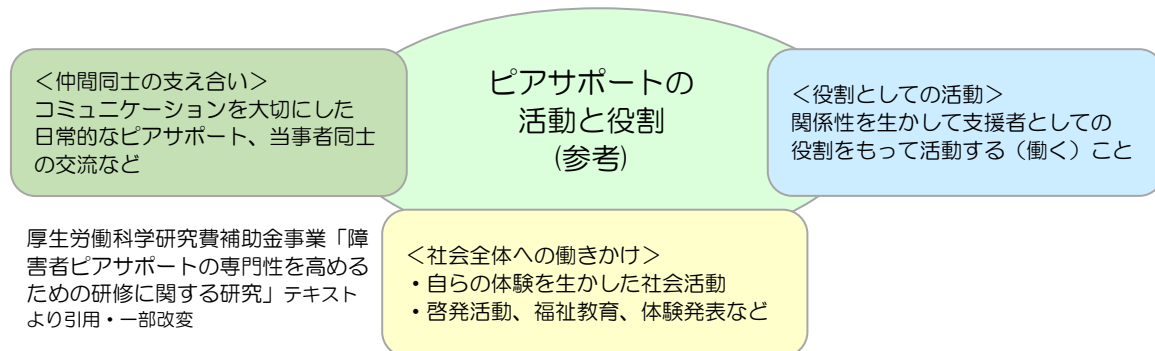 ピアサポートの
活動と役割
(参考)
＜仲間同士の支え合い＞
コミュニケーションを大切にした
日常的なピアサポート、当事者同士
の交流など
＜役割としての活動＞
関係性を生かして支援者としての
役割をもって活動する（働く）こと
＜社会全体への働きかけ＞
・自らの体験を生かした社会活動
・啓発活動、福祉教育、体験発表など
厚生労働科学研究費補助金事業「障
害者ピアサポートの専門性を高める
ための研修に関する研究」テキスト
より引用・一部改変